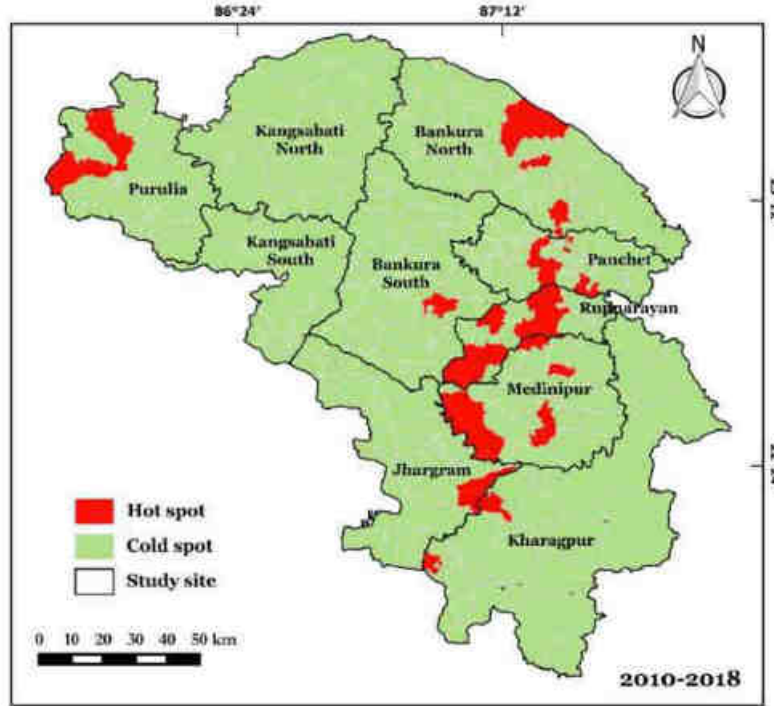 86°24'
87°12'
N
Kangsabati
North
Bankura
North
Purulia
Kangsabati
South
Bankura
South
Panchet
Rupnarayan
Medinipur
Jhargram
Kharagpur
Hot spot
Cold spot
Study site
0 10 20 30 40 50 km
2010-2018